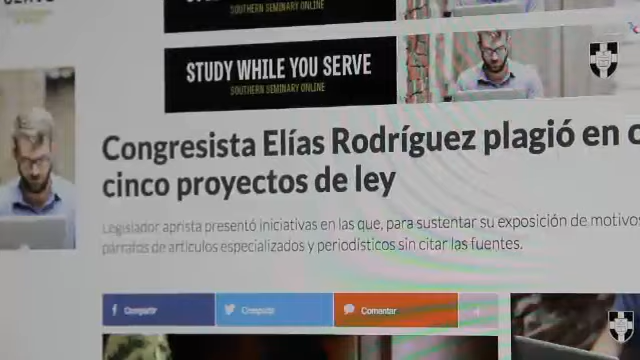 SOUTHERN SEMINARY ONLINE
STUDY WHILE YOU SERVE
SOUTHERN SEMINARY ONLINE
Congresista Elías Rodríguez plagió en
cinco proyectos de ley
Legislador aprista presentó iniciativas en las que, para sustentar su exposición de motivos
párrafos de artículos especializados y periodísticos sin citar las fuentes.
Compartir
Compartir
Comentar